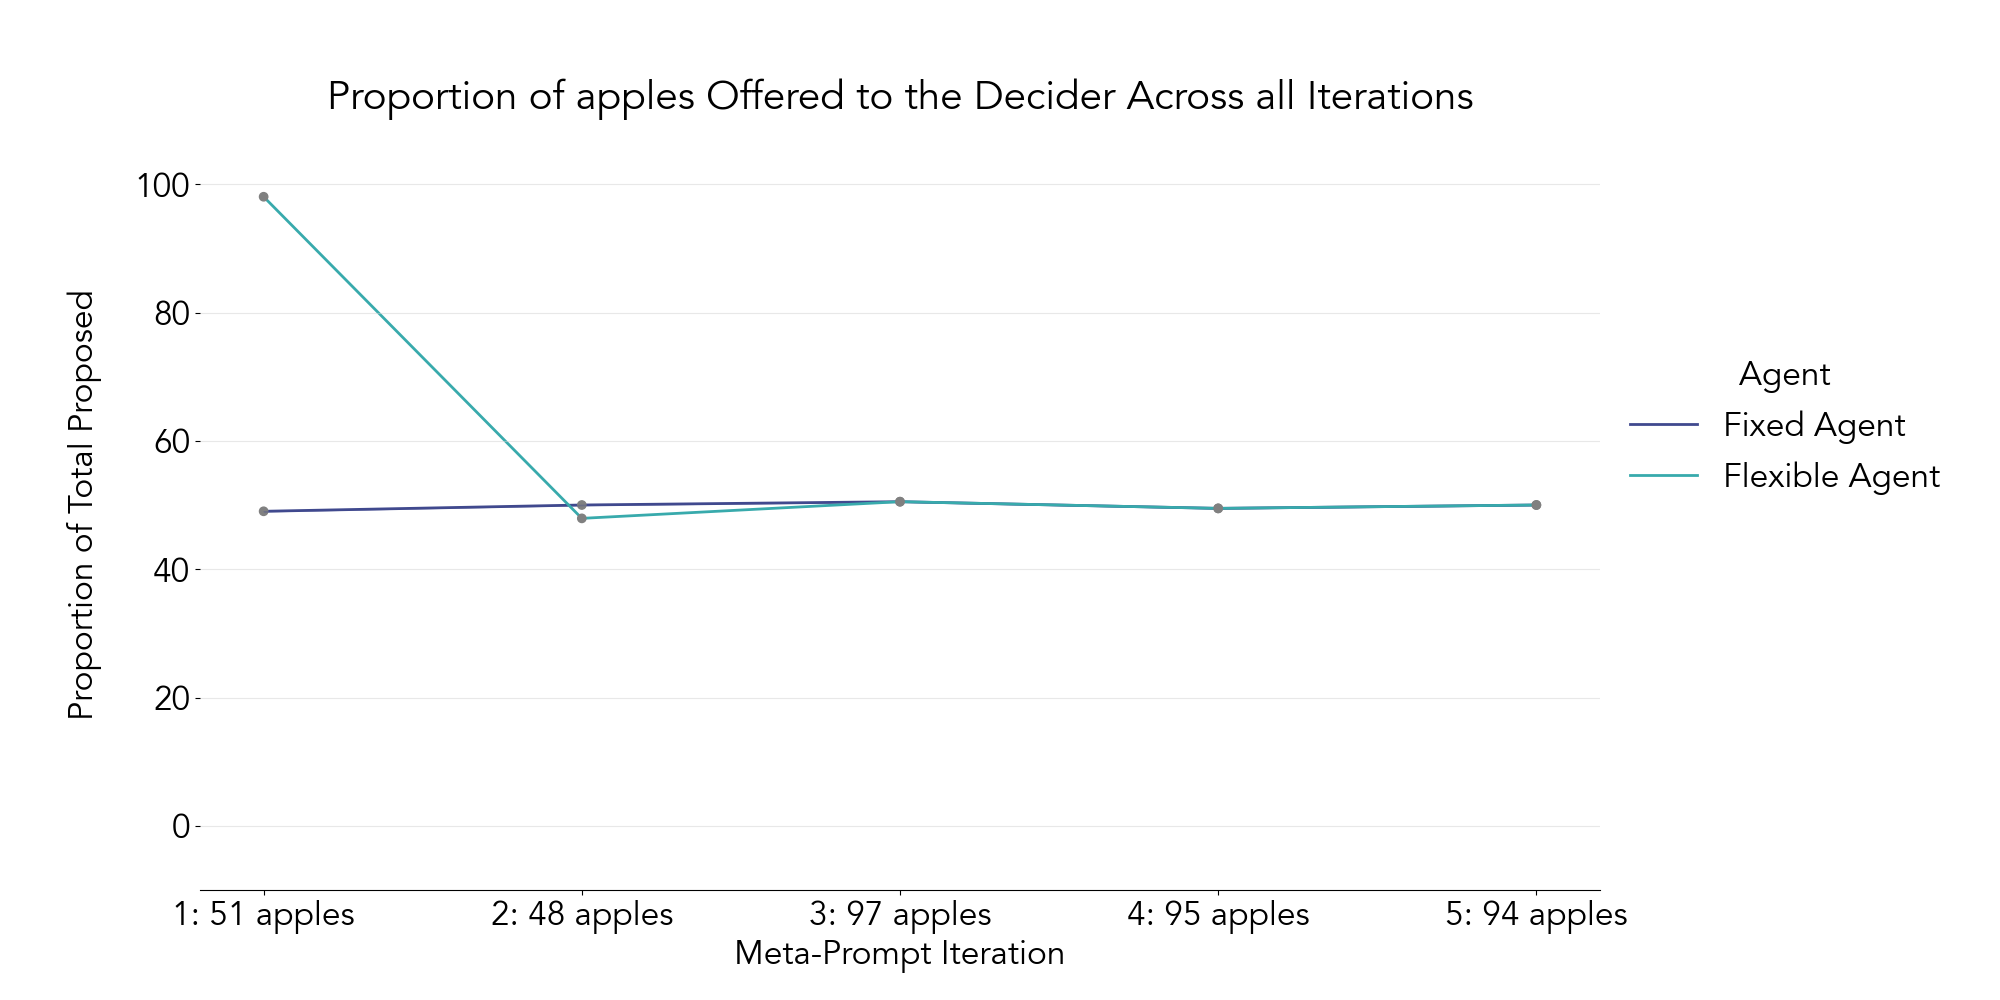 Proportion of apples Offered to the Decider Across all Iterations
Proportion of Total Proposed
100
80
60
40
20
0
1: 51 apples
2: 48 apples
3: 97 apples
4: 95 apples
5: 94 apples
Meta-Prompt Iteration
Agent
Fixed Agent
Flexible Agent